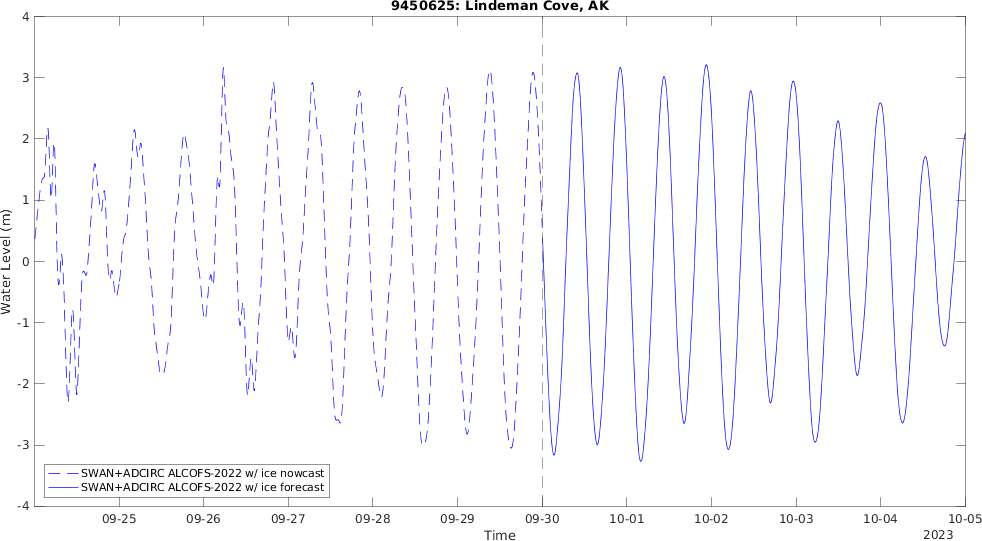 9450625: Lindeman Cove, AK
4
3
2
1
0
-1
-2
-3
-4
Water Level (m)
SWAN+ADCIRC ALCOFS-2022 w/ ice nowcast
SWAN+ADCIRC ALCOFS-2022 w/ ice forecast
09-25 09-26 09-27 09-28 09-29 09-30 10-01 10-02 10-03 10-04 10-05
Time
2023